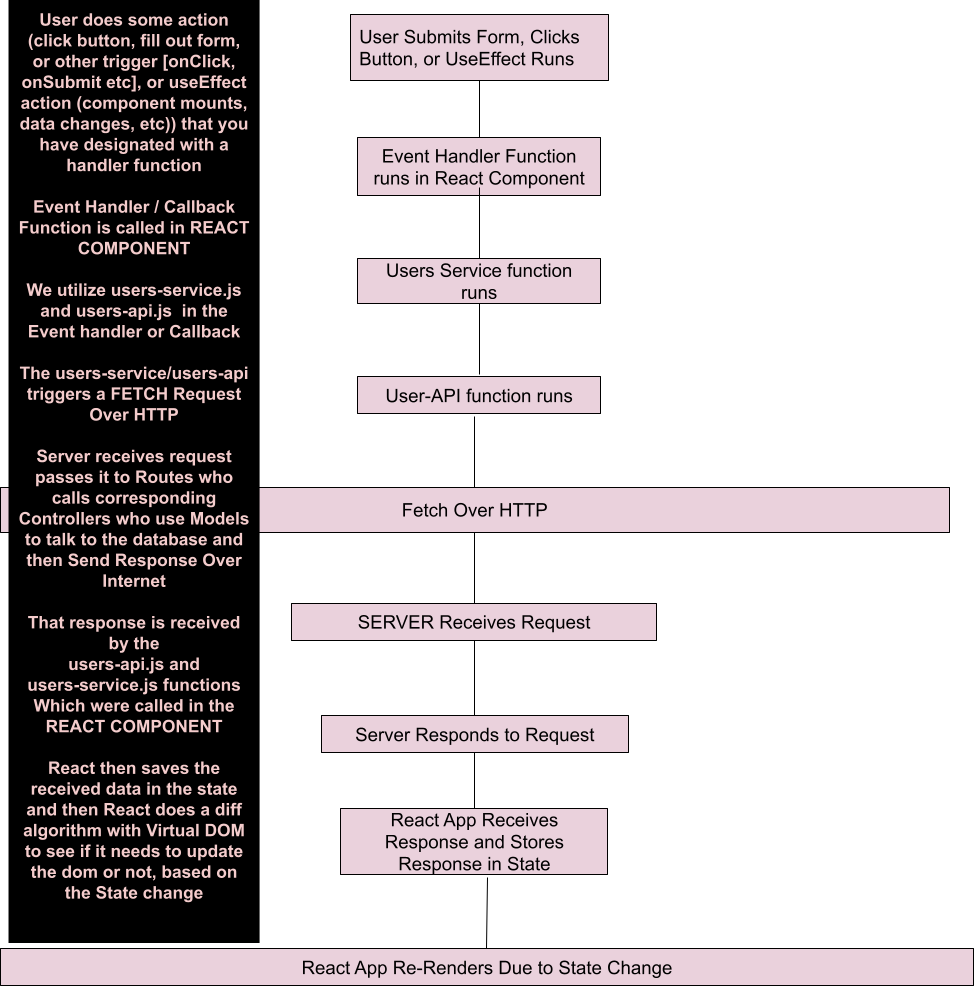 User does some action
(click button, fill out form,
or other trigger [onClick,
onSubmit etc], or useEffect
action (component mounts,
data changes, etc)) that you
have designated with a
handler function
Event Handler / Callback
Function is called in REACT
COMPONENT
We utilize users-service.js
and users-api.js in the
Event handler or Callback
The users-service/users-api
triggers a FETCH Request
Over HTTP
Server receives request
passes it to Routes who
calls corresponding
Controllers who use Models
to talk to the database and
then Send Response Over
Internet
That response is received
by the
users-api.js and
users-service.js functions
Which were called in the
REACT COMPONENT
React then saves the
received data in the state
and then React does a diff
algorithm with Virtual DOM
to see if it needs to update
the dom or not, based on
the State change
User Submits Form, Clicks
Button, or UseEffect Runs
Event Handler Function
runs in React Component
Users Service function
runs
User-API function runs
Fetch Over HTTP
SERVER Receives Request
Server Responds to Request
React App Receives
Response and Stores
Response in State
React App Re-Renders Due to State Change